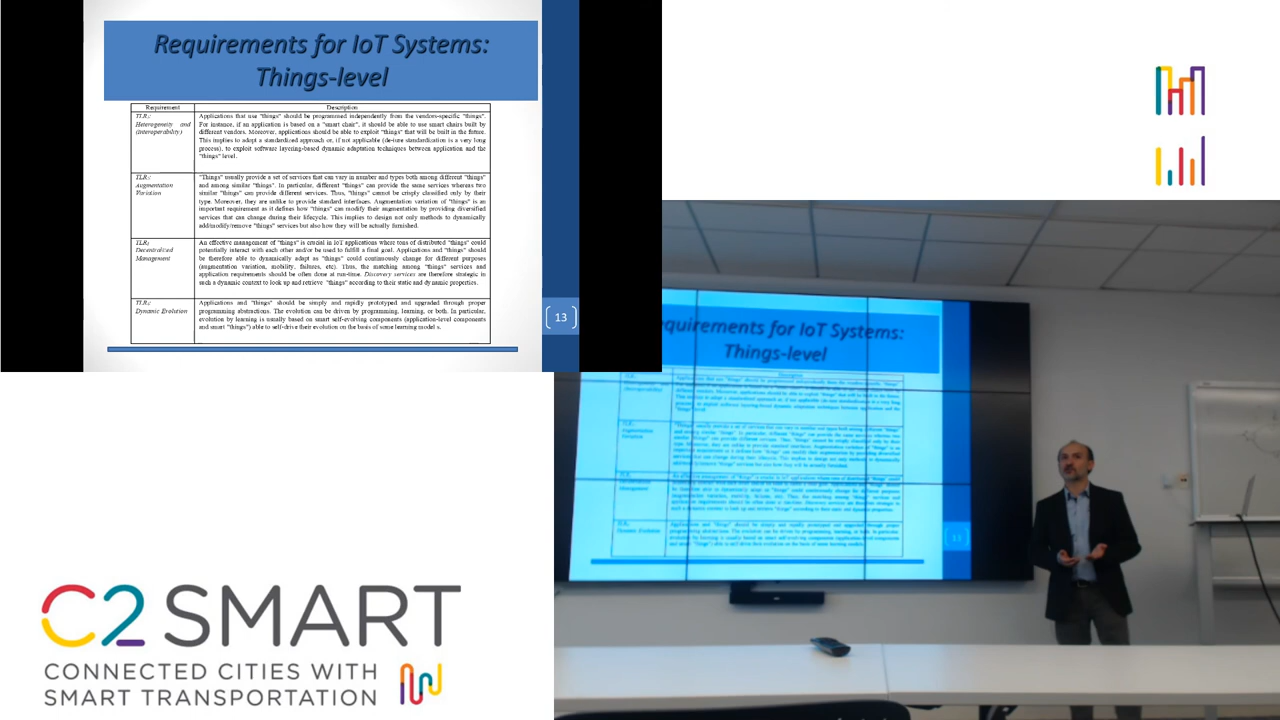 Requirements for IoT Systems:
Things-level
Requirement Description
TLR1: Heterogeneity and (Interoperability)
Applications that use "things" should be programmed independently from the vendors-specific "things".
For instance, if an application is based on a "smart chair", it should be able to use smart chairs built by
different vendors. Moreover, applications should be able to exploit "things" that will be built in the future.
This implies to adopt a standardized approach or, if not applicable (de-iure standardization is a very long
process), to exploit software layering-based dynamic adaptation techniques between application and the
"things" level.
Augmentation
Variation
"Things" usually provide a set of services that can vary in number and types both among different "things"
and among similar "things". In particular, different "things" can provide the same services whereas two
similar "things" can provide different services. Thus, "things" cannot be crisply classified only by their
type. Moreover, they are unlike to provide standard interfaces. Augmentation variation of "things" is an
important requirement as it defines how "things" can modify their augmentation by providing diversified
services that can change during their lifecycle. This implies to design not only methods to dynamically
add/modify/remove "things" services but also how they will be actually furnished.
Decentralized
Management
An effective management of "things" is crucial in IoT applications where tons of distributed "things" could
potentially interact with each other and/or be used to fulfill a final goal. Applications and "things" should
be therefore able to dynamically adapt as "things" could continously change for different purposes
(augmentation variation, mobility, failures, etc). Thus, the matching among "things" services and
application requirements should be often done at run-time. Discovery services are therefore strategic in
such a dynamic context to look up and retrieve "things" according to their static and dynamic properties.
Dynamic Evolution
Applications and "things" should be simply and rapidly prototyped and upgraded through proper
programming abstractions. The evolution can be driven by programming, learning, or both. In particular,
evolution by learning is usually based on smart self-evolving components (application-level components
and smart "things") able to self-drive their evolution on the basis of some learning models.
13
quirements for IoT Systems:
Things-level
C2 SMART
CONNECTED CITIES WITH
SMART TRANSPORTATION